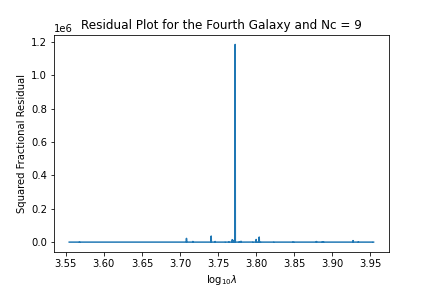 Residual Plot for the Fourth Galaxy and Nc = 9
1e6
1.2
1.0
0.8
0.6
0.4
0.2
0.0
Squared Fractional Residual
3.55 3.60 3.65 3.70 3.75 3.80 3.85 3.90 3.95
log₁₀λ